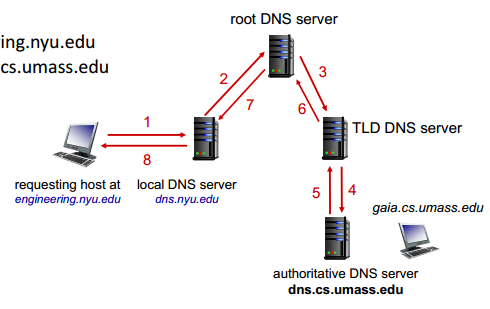 root DNS server
ing.nyu.edu
cs.umass.edu
2
3
7
6
1
TLD DNS server
8
requesting host at
engineering.nyu.edu
local DNS server
dns.nyu.edu
5
4
gaia.cs.umass.edu
authoritative DNS server
dns.cs.umass.edu